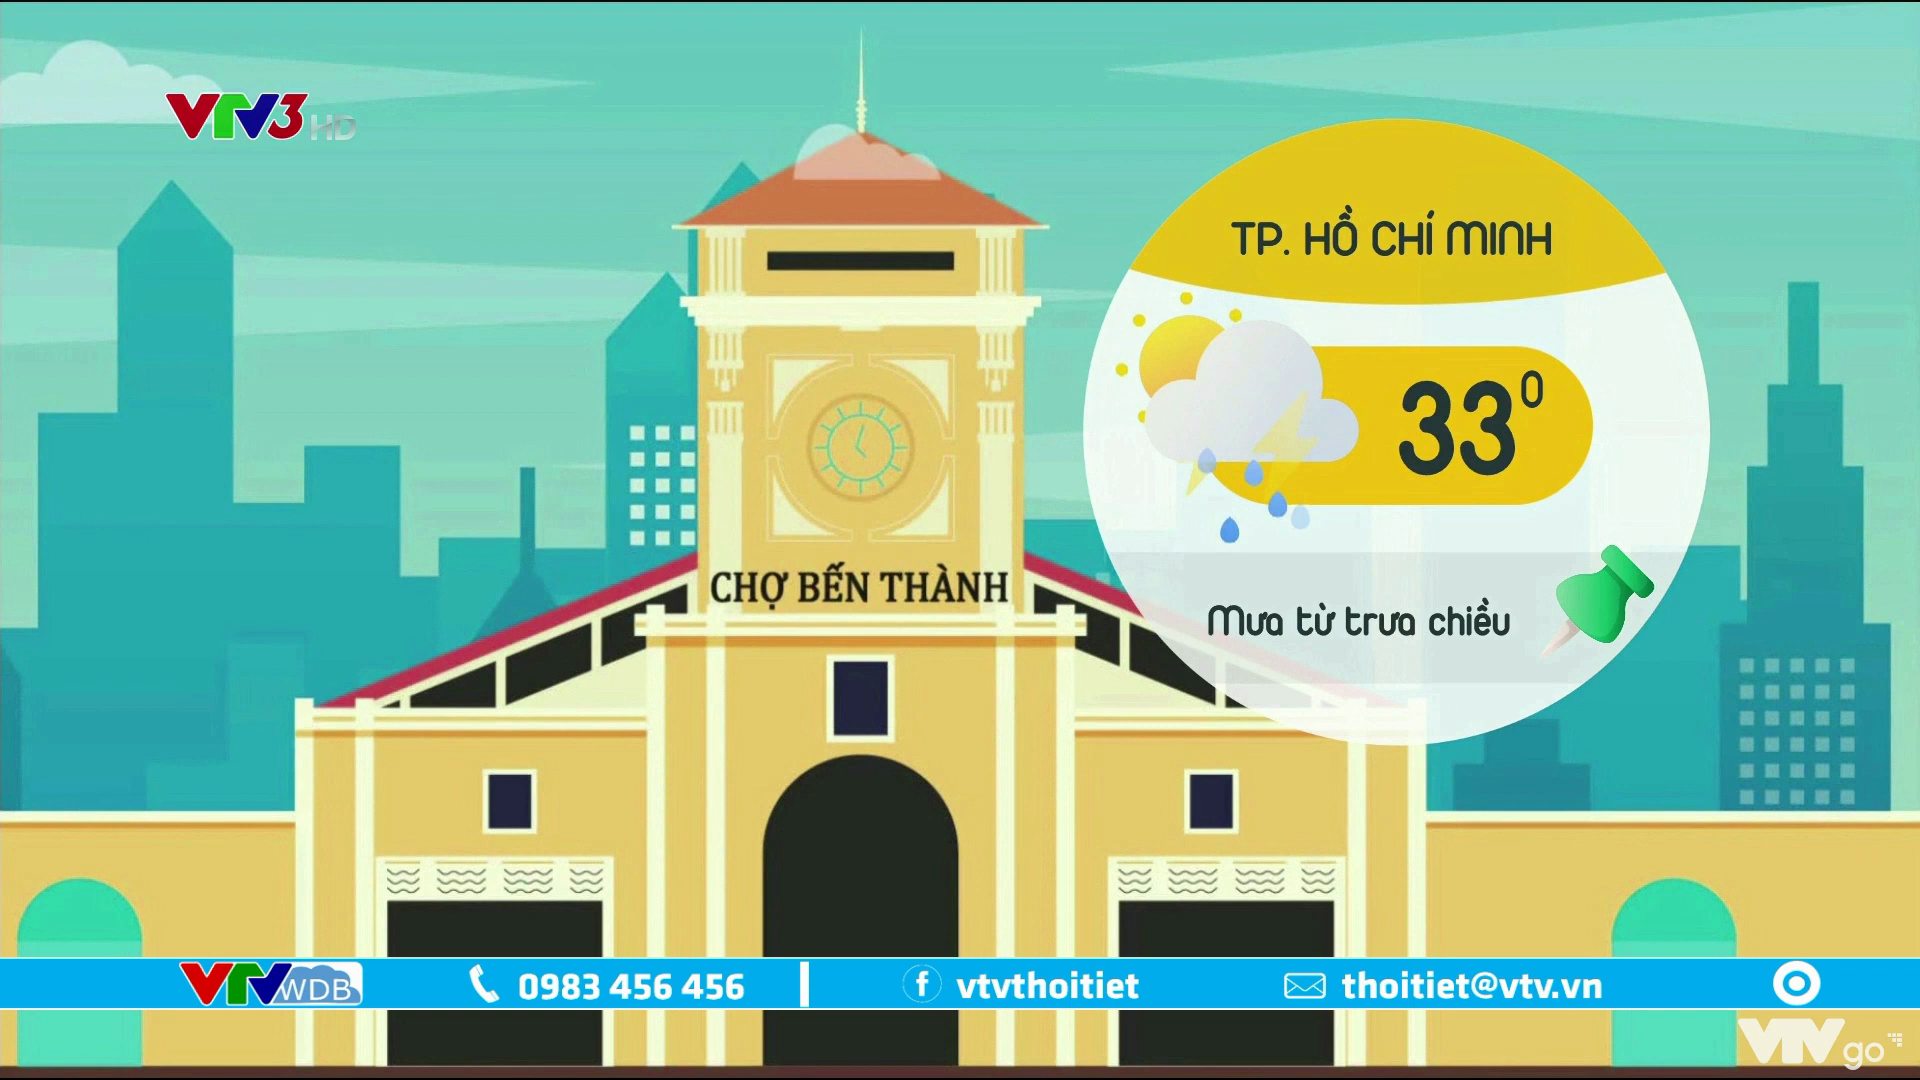 VTV3 HD
TP. HỒ CHÍ MINH
33⁰
CHỢ BẾN THÀNH
Mưa từ trưa chiều
VTV WDB
0983 456 456
vtvthoitiet
thoitiet@vtv.vn
VTV go